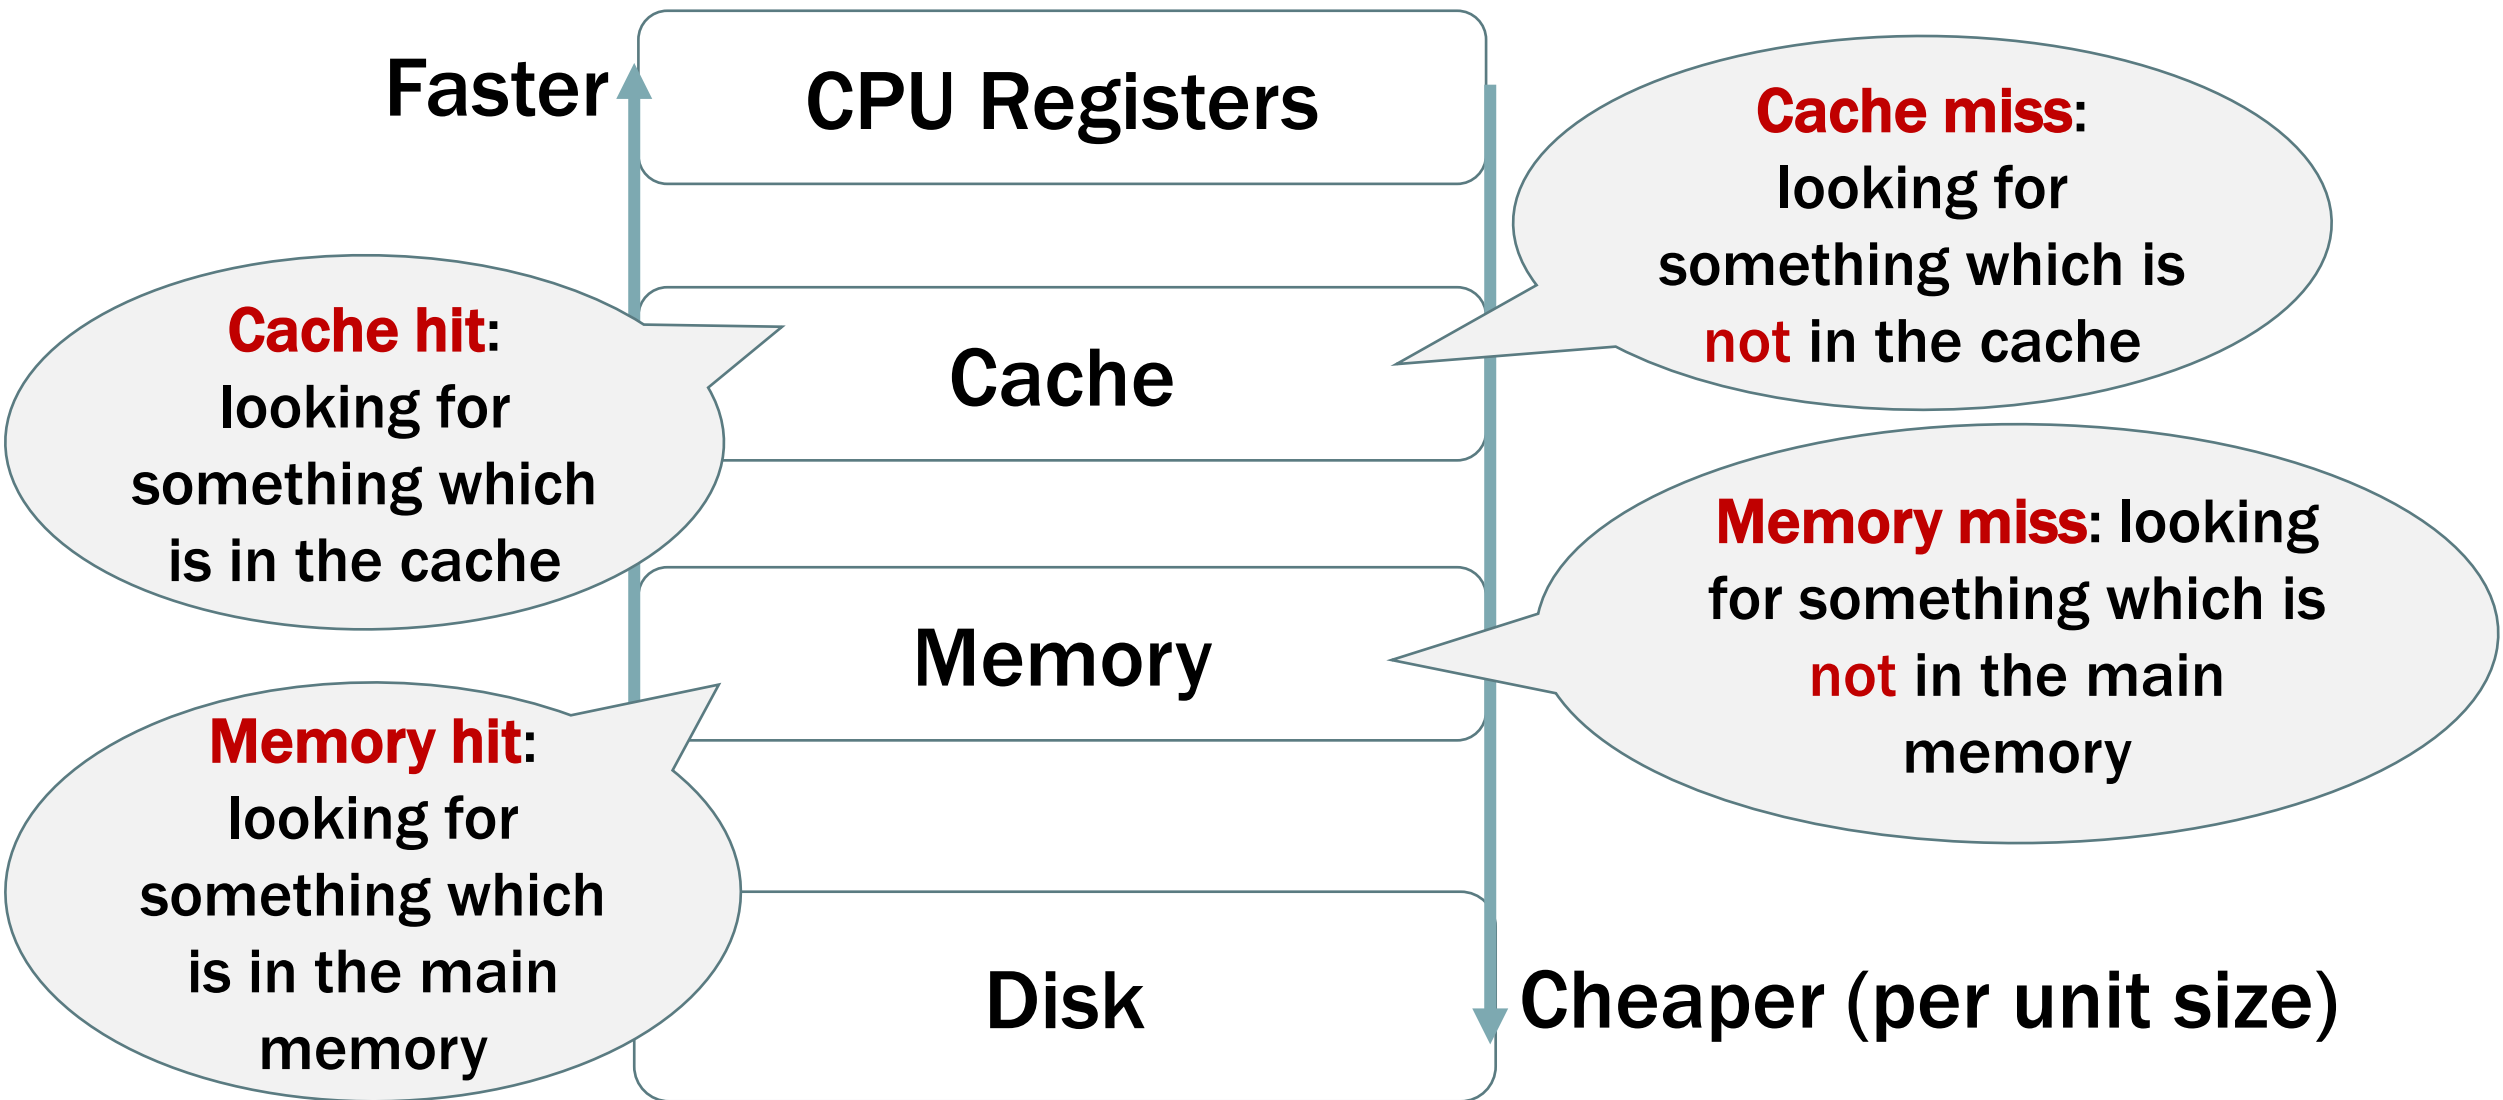 Faster
CPU Registers
Cache miss:
looking for
something which is
not in the cache
Cache hit:
looking for
something which
is in the cache
Cache
Memory miss: looking
for something which is
not in the main
memory
Memory
Memory hit:
looking for
something which
is in the main
memory
Disk
Cheaper (per unit size)